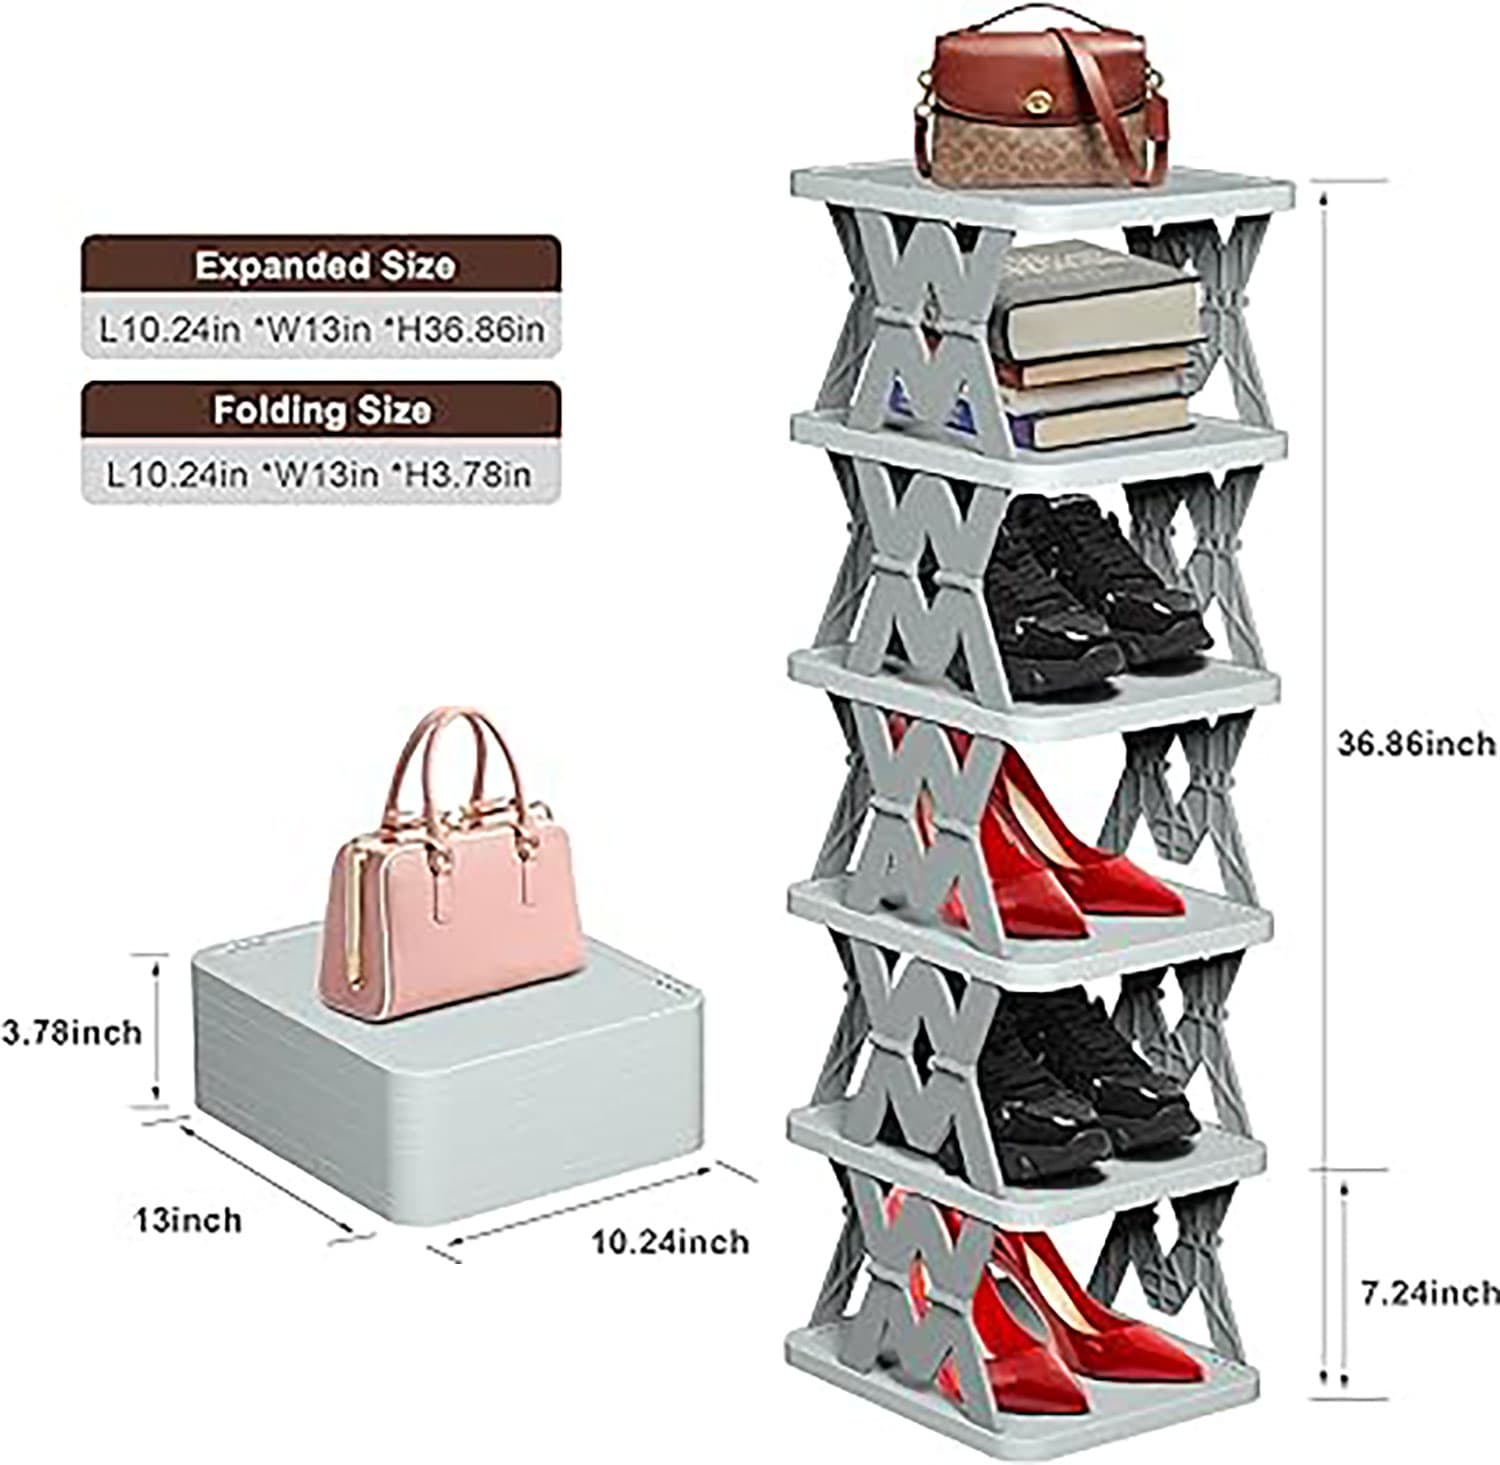 Expanded Size
L10.24in *W13in *H36.86in
Folding Size
L10.24in *W13in *H3.78in
36.86inch
3.78inch
13inch
10.24inch
7.24inch